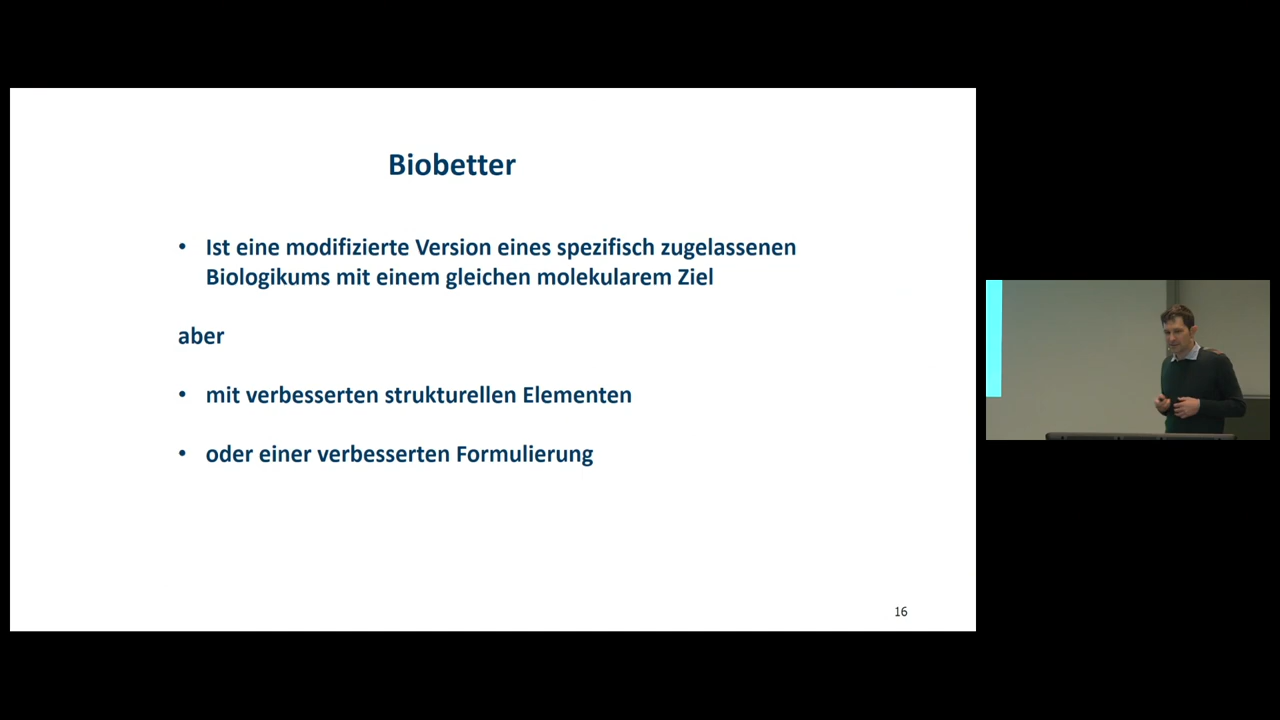 Biobetter
• Ist eine modifizierte Version eines spezifisch zugelassenen
Biologikums mit einem gleichen molekularem Ziel
aber
• mit verbesserten strukturellen Elementen
• oder einer verbesserten Formulierung
16